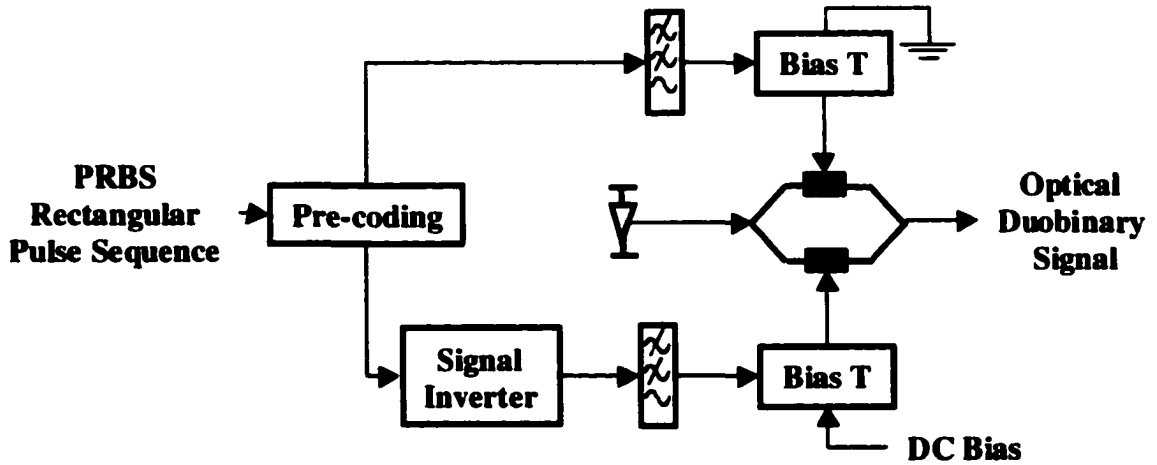 Bias T
PRBS
Rectangular
Pulse Sequence
Pre-coding
Optical
Duobinary
Signal
Signal
Inverter
Bias T
DC Bias